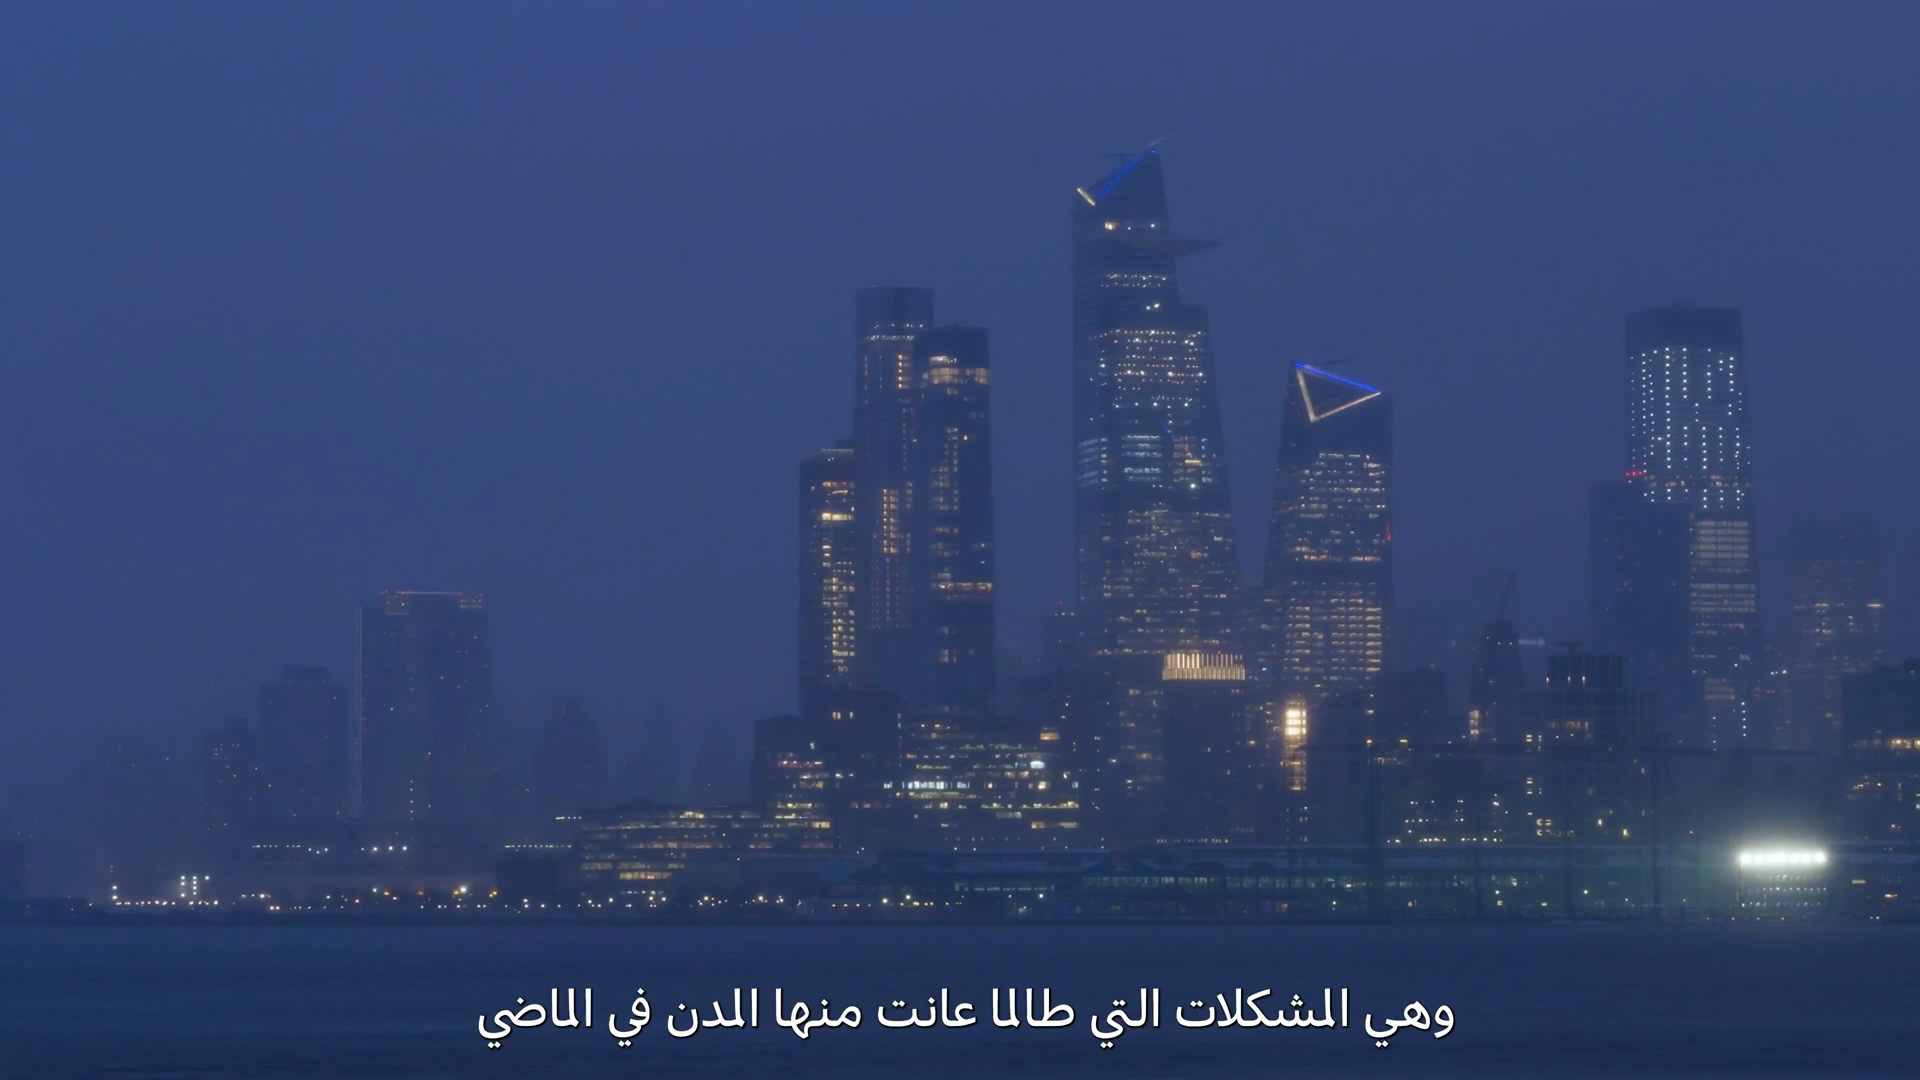 وهي المشكلات التي طالما عانت منها المدن في الماضي